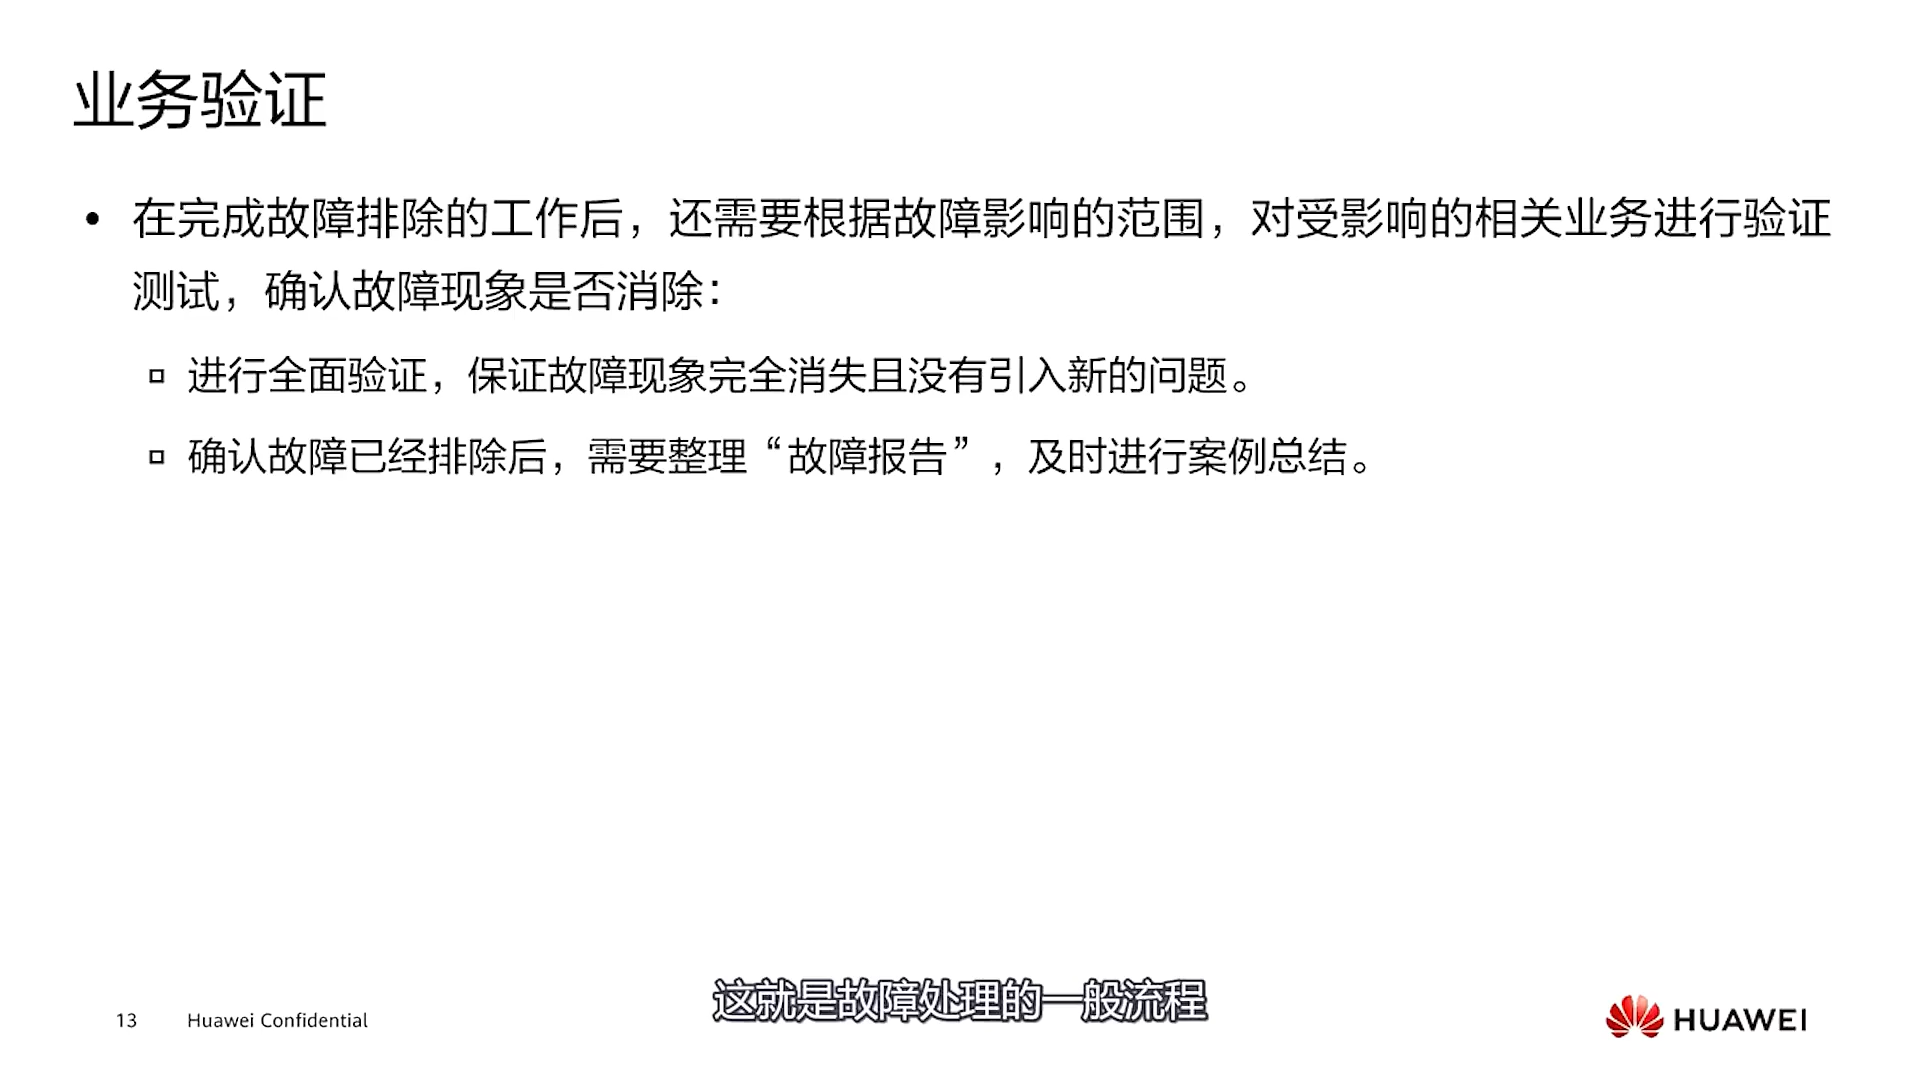 业务验证
• 在完成故障排除的工作后，还需要根据故障影响的范围，对受影响的相关业务进行验证
测试，确认故障现象是否消除：
▫ 进行全面验证，保证故障现象完全消失且没有引入新的问题。
▫ 确认故障已经排除后，需要整理“故障报告”，及时进行案例总结。
这就是故障处理的一般流程
13 Huawei Confidential
HUAWEI